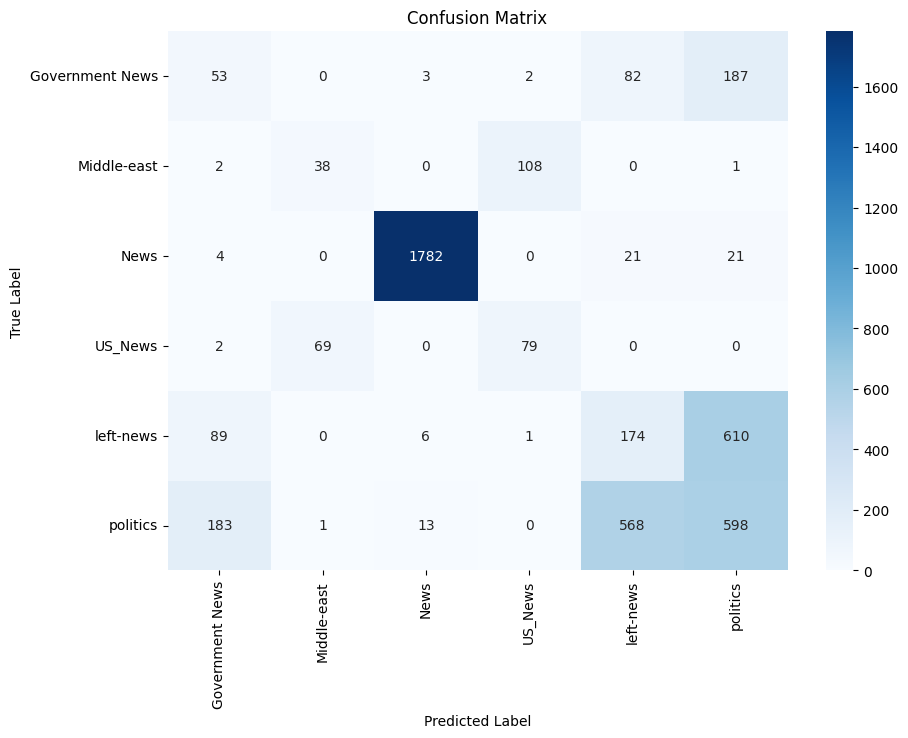 Confusion Matrix
Government News 53 0 3 2 82 187
Middle-east 2 38 0 108 0 1
News 4 0 1782 0 21 21
US_News 2 69 0 79 0 0
left-news 89 0 6 1 174 610
politics 183 1 13 0 568 598
True Label
Government News
Middle-east
News
US_News
left-news
politics
Predicted Label
1600
1400
1200
1000
800
600
400
200
0